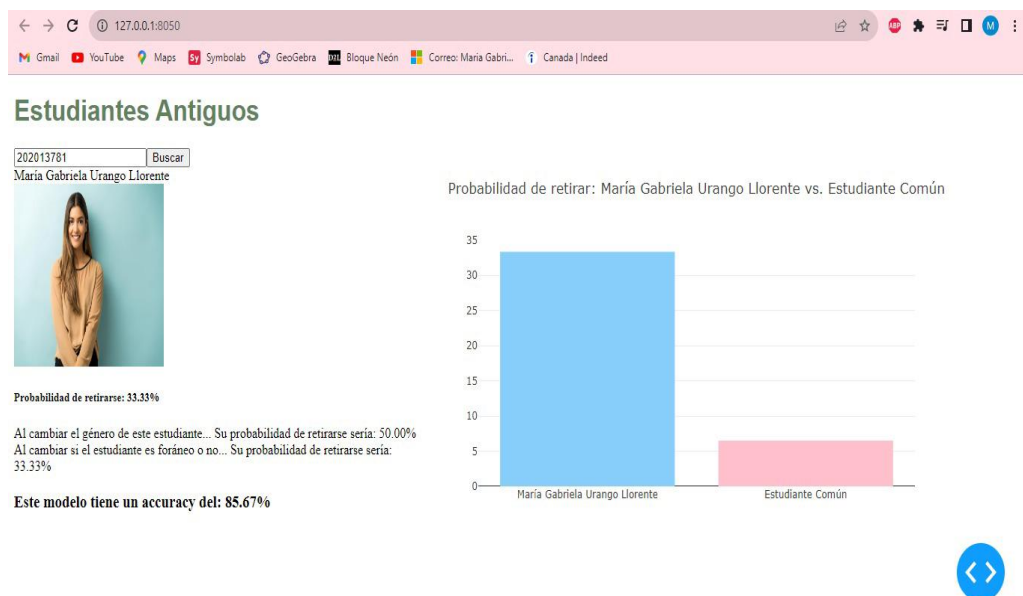 127.0.0.1:8050
ABP
M
Gmail
YouTube
Maps
Sy Symbolab
GeoGebra
D2L Bloque Neón
Correo: Maria Gabri...
Canada | Indeed
Estudiantes Antiguos
202013781
Buscar
María Gabriela Urango Llorente
Probabilidad de retirarse: 33.33%
Al cambiar el género de este estudiante... Su probabilidad de retirarse sería: 50.00%
Al cambiar si el estudiante es foráneo o no... Su probabilidad de retirarse sería:
33.33%
Este modelo tiene un accuracy del: 85.67%
Probabilidad de retirar: María Gabriela Urango Llorente vs. Estudiante Común
35
30
25
20
15
10
5
0
María Gabriela Urango Llorente
Estudiante Común